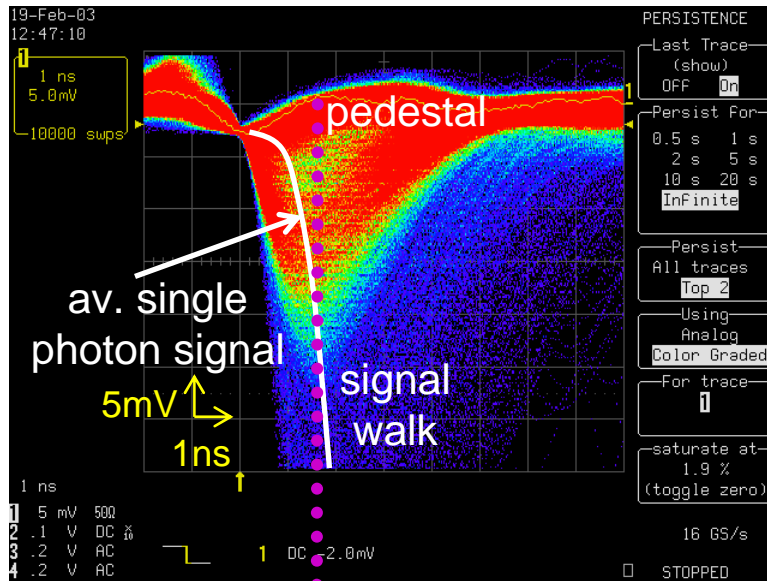 19-Feb-03
12:47:10
1
1 ns
5.0mV
10000 swps
pedestal
1
av. single
photon signal
5mV
1ns
signal
walk
1 ns
1 5 mV 50Ω
2 .1 V DC ×10
3 .2 V AC
4 .2 V AC
1 DC -2.0mV
PERSISTENCE
Last Trace
(show)
OFF On
Persist For
0.5 s 1 s
2 s 5 s
10 s 20 s
Infinite
Persist
All traces
Top 2
Using
Analog
Color Graded
For trace
1
saturate at
1.9 %
(toggle zero)
16 GS/s
STOPPED